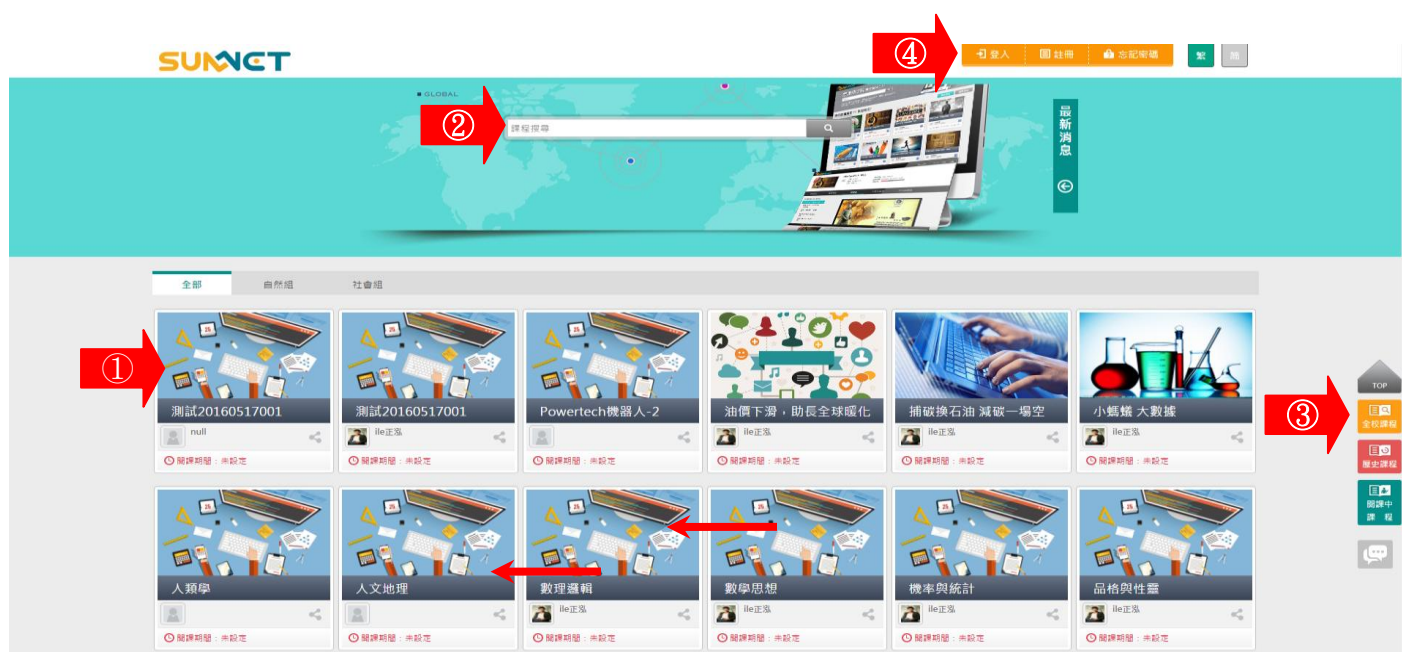 ④
SUNNET
登入 註冊 忘記密碼 繁 簡
GLOBAL
②
課程搜尋
最新消息
全部 自然組 社會組
①
測試20160517001
null
開課期間：未設定
測試20160517001
ile正泓
開課期間：未設定
Powertech機器人-2
開課期間：未設定
油價下滑，助長全球暖化
ile正泓
開課期間：未設定
捕碳換石油 減碳一場空
ile正泓
開課期間：未設定
小螞蟻 大數據
ile正泓
開課期間：未設定
TOP
③
全校課程
歷史課程
開課中
課 程
人類學
開課期間：未設定
人文地理
開課期間：未設定
數理邏輯
ile正泓
開課期間：未設定
數學思想
ile正泓
開課期間：未設定
機率與統計
ile正泓
開課期間：未設定
品格與性靈
ile正泓
開課期間：未設定